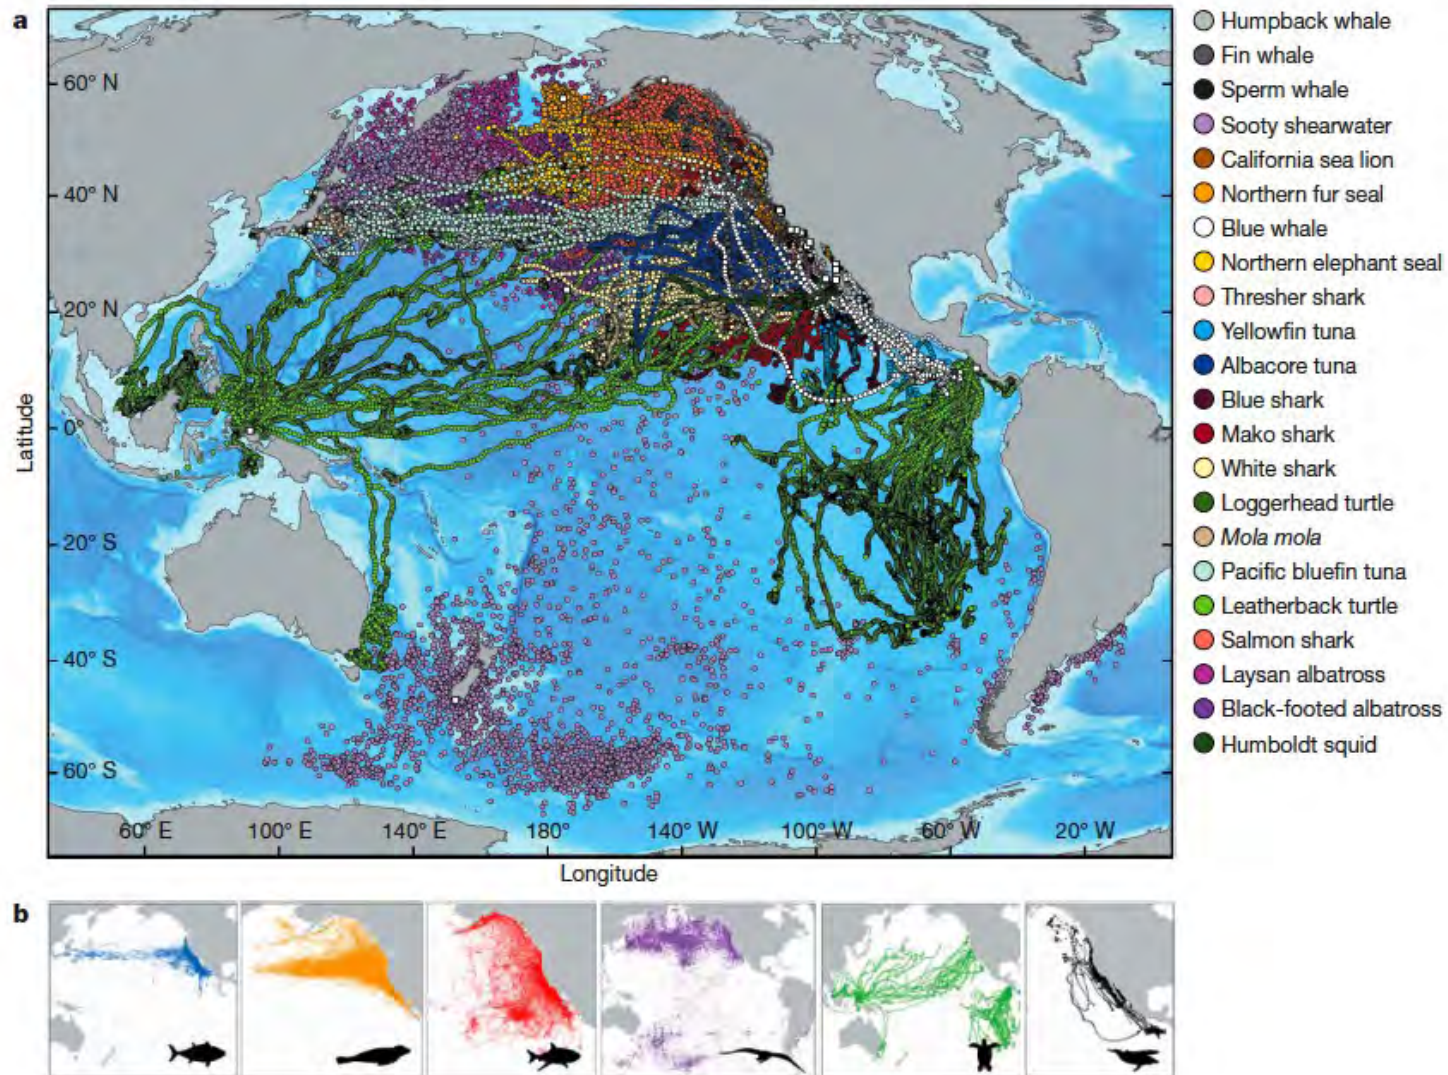 a
Humpback whale
Fin whale
Sperm whale
Sooty shearwater
California sea lion
Northern fur seal
Blue whale
Northern elephant seal
Thresher shark
Yellowfin tuna
Albacore tuna
Blue shark
Mako shark
White shark
Loggerhead turtle
Mola mola
Pacific bluefin tuna
Leatherback turtle
Salmon shark
Laysan albatross
Black-footed albatross
Humboldt squid
Latitude
60° N
40° N
20° N
0°
20° S
40° S
60° S
60° E 100° E 140° E 180° 140° W 100° W 60° W 20° W
Longitude
b